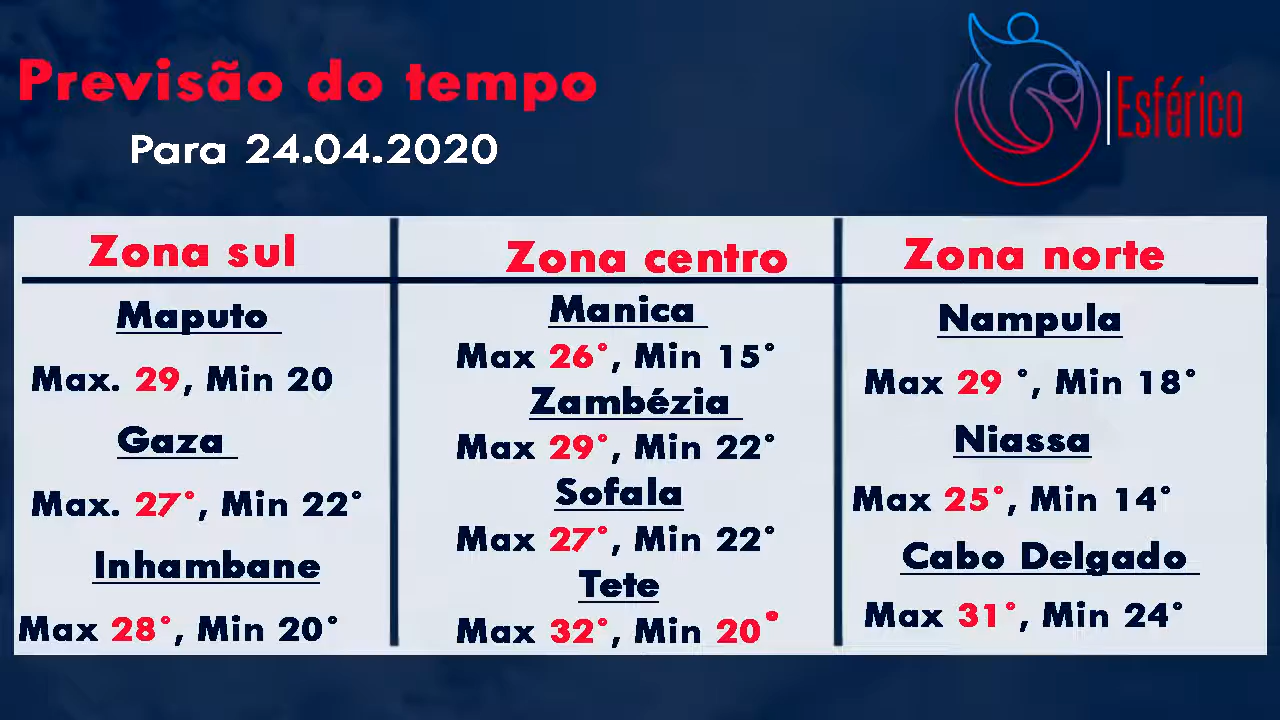 Previsão do tempo
Para 24.04.2020
Esférico
Zona sul
Maputo
Max. 29, Min 20
Gaza
Max. 27°, Min 22°
Inhambane
Max 28°, Min 20°
Zona centro
Manica
Max 26°, Min 15°
Zambézia
Max 29°, Min 22°
Sofala
Max 27°, Min 22°
Tete
Max 32°, Min 20°
Zona norte
Nampula
Max 29 °, Min 18°
Niassa
Max 25°, Min 14°
Cabo Delgado
Max 31°, Min 24°